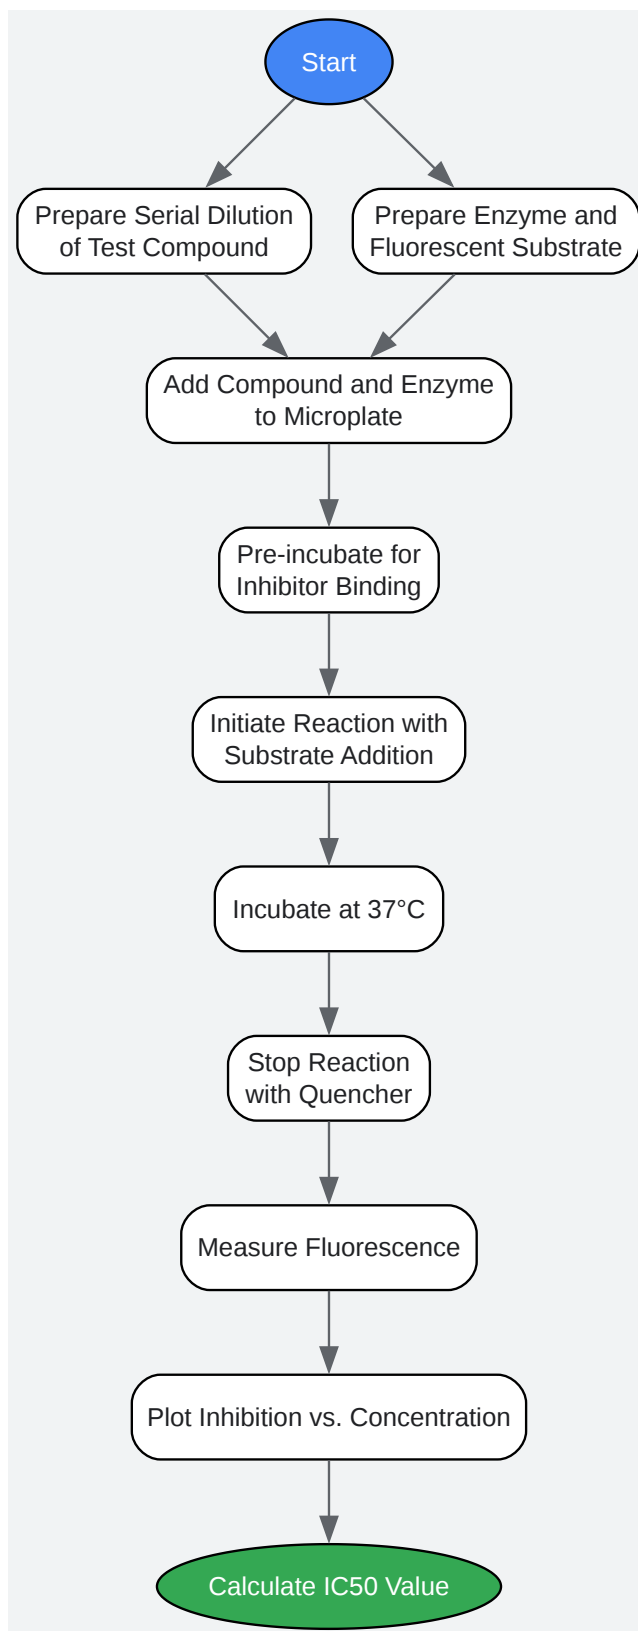 Start
Prepare Serial Dilution
of Test Compound
Prepare Enzyme and
Fluorescent Substrate
Add Compound and Enzyme
to Microplate
Pre-incubate for
Inhibitor Binding
Initiate Reaction with
Substrate Addition
Incubate at 37°C
Stop Reaction
with Quencher
Measure Fluorescence
Plot Inhibition vs. Concentration
Calculate IC50 Value